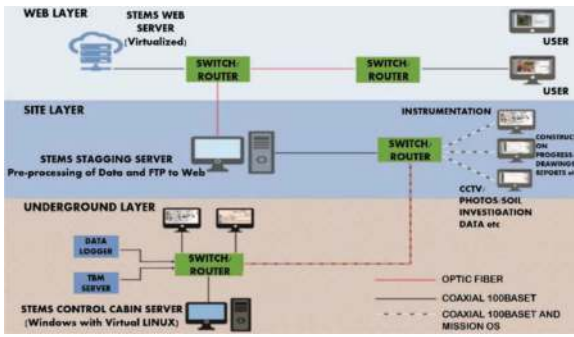 WEB LAYER
STEMS WEB
SERVER
(Virtualized)
SWITCH/
ROUTER
SWITCH/
ROUTER
USER
USER
SITE LAYER
INSTRUMENTATION
SWITCH/
ROUTER
CONSTRUCTI
ON
PROGRESS
DRAWINGS
REPORTS etc
STEMS STAGGING SERVER
Pre-processing of Data and FTP to Web
CCTV/
PHOTOS/SOIL
INVESTIGATION
DATA etc
UNDERGROUND LAYER
DATA
LOGGER
SWITCH/
ROUTER
TBM
SERVER
STEMS CONTROL CABIN SERVER
(Windows with Virtual LINUX)
OPTIC FIBER
COAXIAL 100BASET
COAXIAL 100BASET AND
MISSION OS